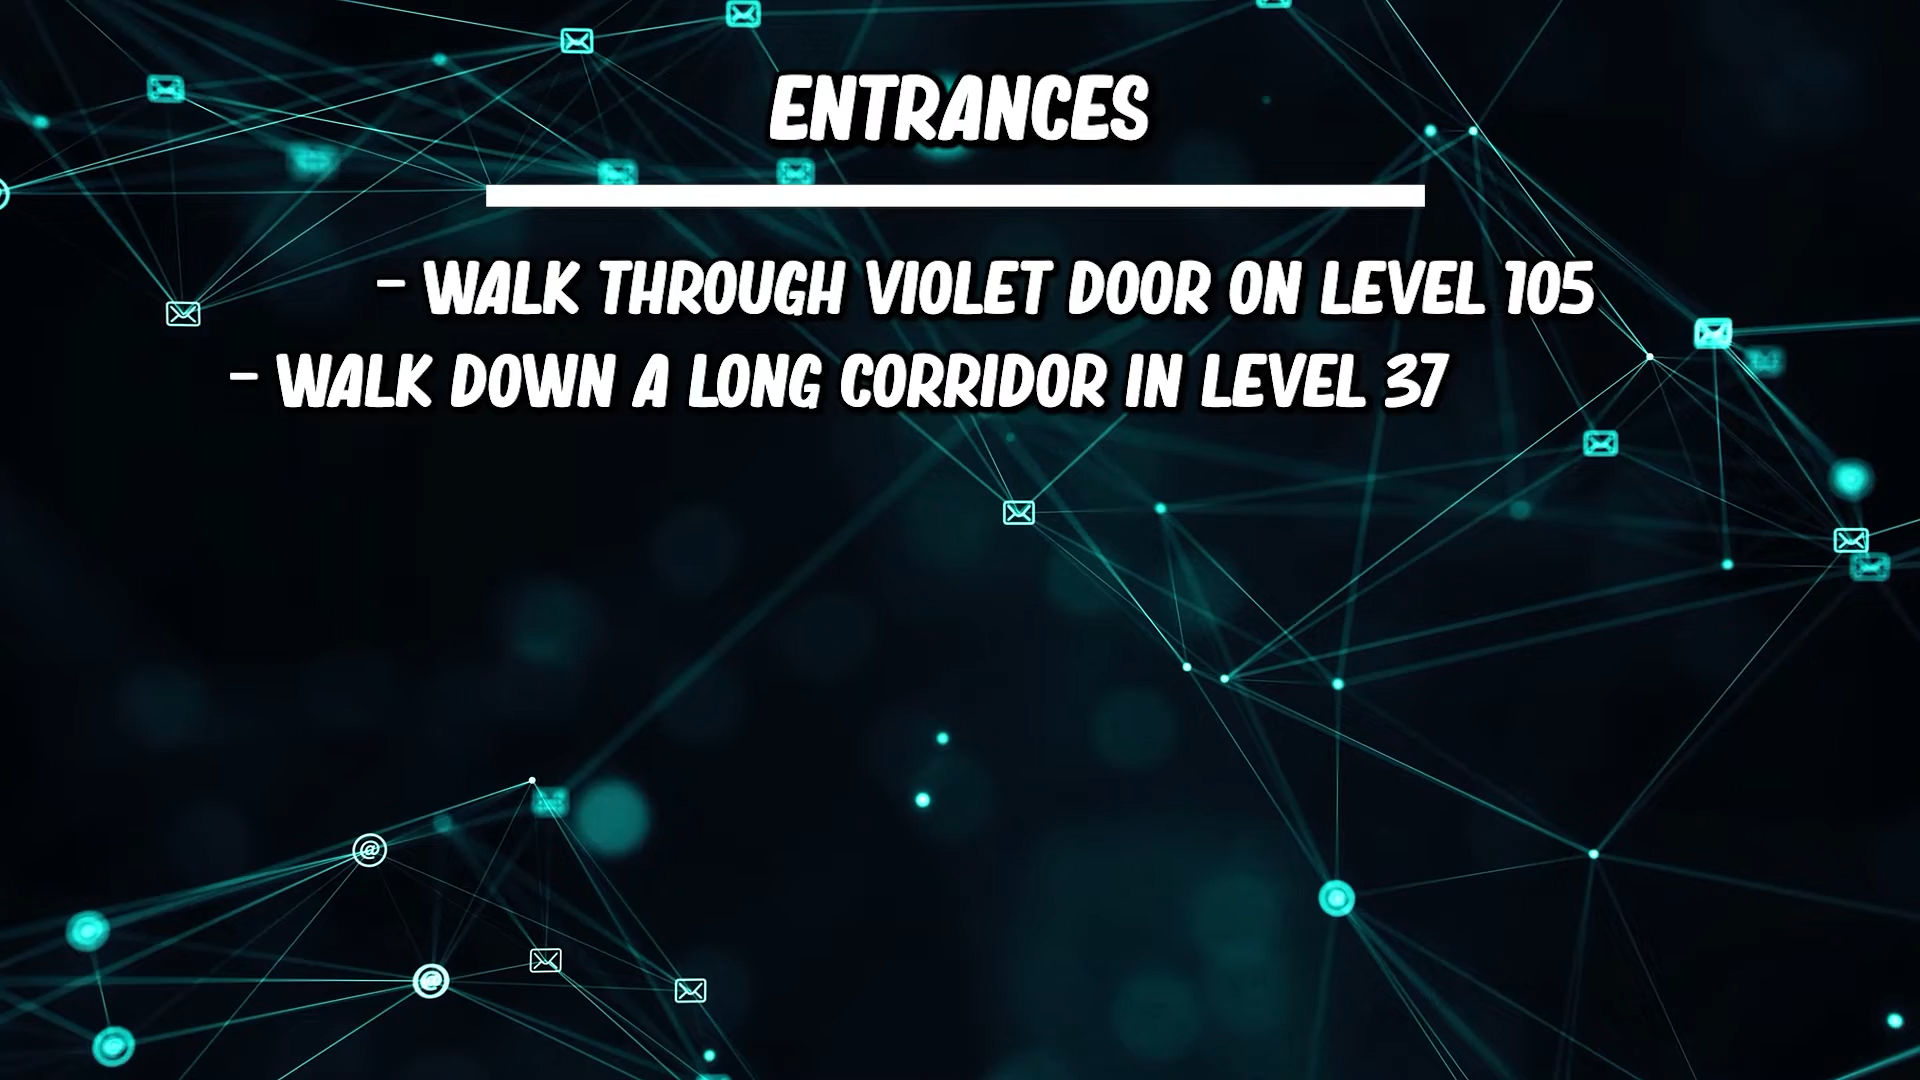 ENTRANCES
- WALK THROUGH VIOLET DOOR ON LEVEL 105
- WALK DOWN A LONG CORRIDOR IN LEVEL 37